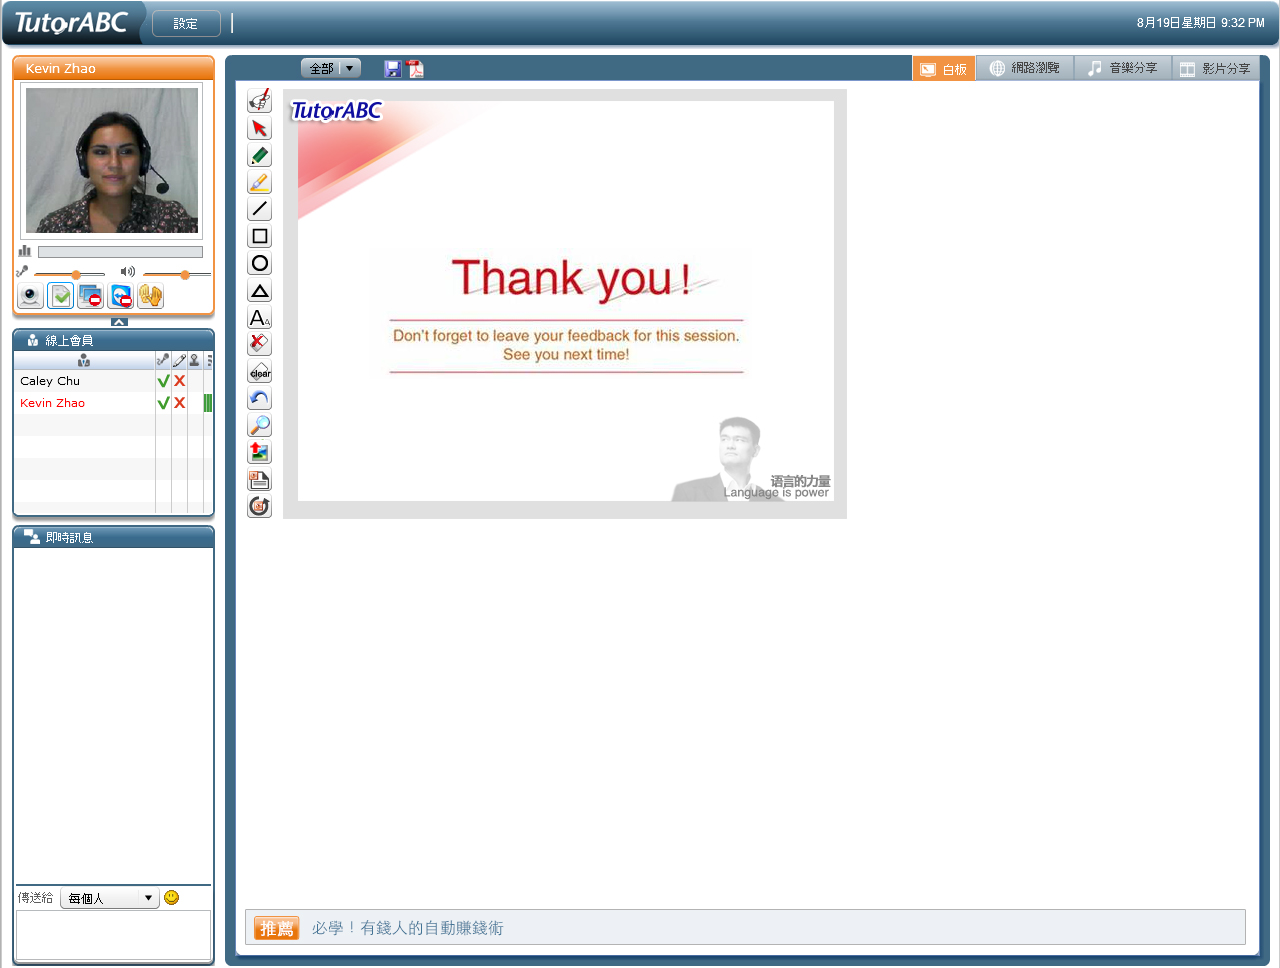 TutorABC
設定
8月19日星期日 9:32 PM
Kevin Zhao
全部
白板
網路瀏覽
音樂分享
影片分享
TutorABC
Thank you!
Don't forget to leave your feedback for this session.
See you next time!
语言的力量
Language is power
A A
clear
線上會員
Caley Chu
Kevin Zhao
即時訊息
傳送給
每個人
推薦
必學！有錢人的自動賺錢術